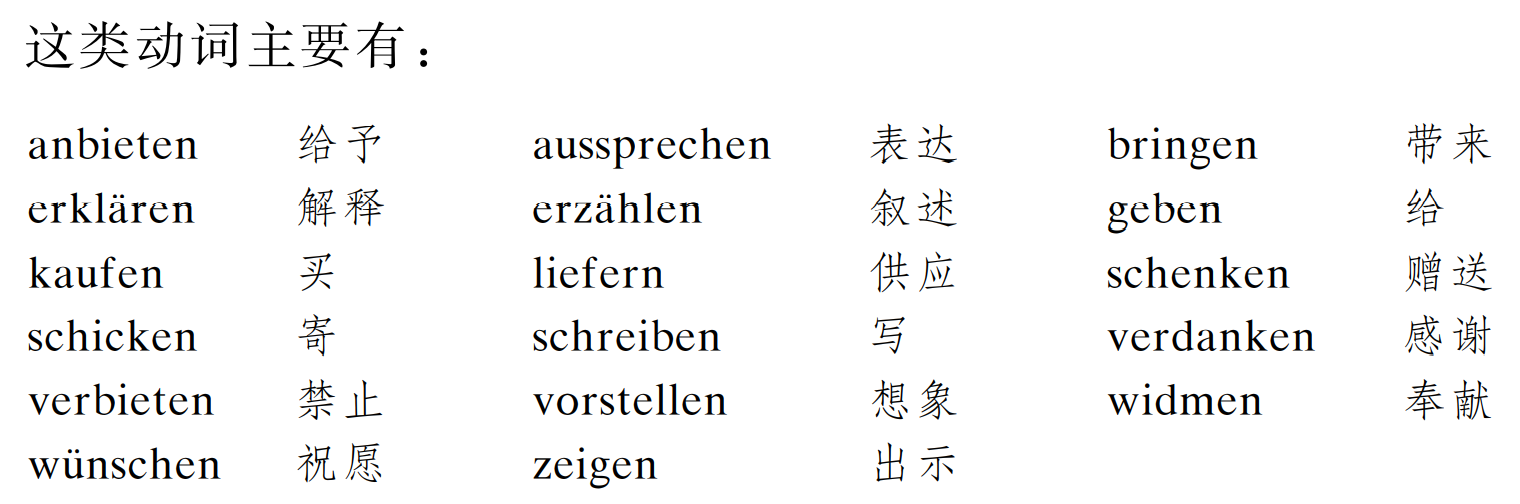 这类动词主要有：
anbieten 给予 aussprechen 表达 bringen 带来
erklären 解释 erzählen 叙述 geben 给
kaufen 买 liefern 供应 schenken 赠送
schicken 寄 schreiben 写 verdanken 感谢
verbieten 禁止 vorstellen 想象 widmen 奉献
wünschen 祝愿 zeigen 出示